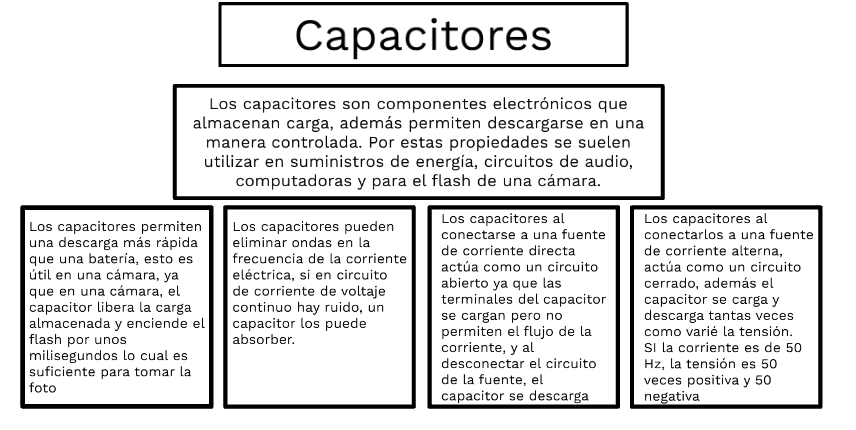 Capacitores
Los capacitores son componentes electrónicos que
almacenan carga, además permiten descargarse en una
manera controlada. Por estas propiedades se suelen
utilizar en suministros de energía, circuitos de audio,
computadoras y para el flash de una cámara.
Los capacitores permiten
una descarga más rápida
que una batería, esto es
útil en una cámara, ya
que en una cámara, el
capacitor libera la carga
almacenada y enciende el
flash por unos
milisegundos lo cual es
suficiente para tomar la
foto
Los capacitores pueden
eliminar ondas en la
frecuencia de la corriente
eléctrica, si en circuito
de corriente de voltaje
continuo hay ruido, un
capacitor los puede
absorber.
Los capacitores al
conectarse a una fuente
de corriente directa
actúa como un circuito
abierto ya que las
terminales del capacitor
se cargan pero no
permiten el flujo de la
corriente, y al
desconectar el circuito
de la fuente, el
capacitor se descarga
Los capacitores al
conectarlos a una fuente
de corriente alterna,
actúa como un circuito
cerrado, además el
capacitor se carga y
descarga tantas veces
como varié la tensión.
SI la corriente es de 50
Hz, la tensión es 50
veces positiva y 50
negativa